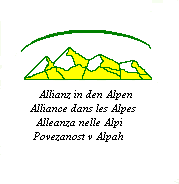 Allianz in den Alpen
Alliance dans les Alpes
Alleanza nelle Alpi
Povezanost v Alpah